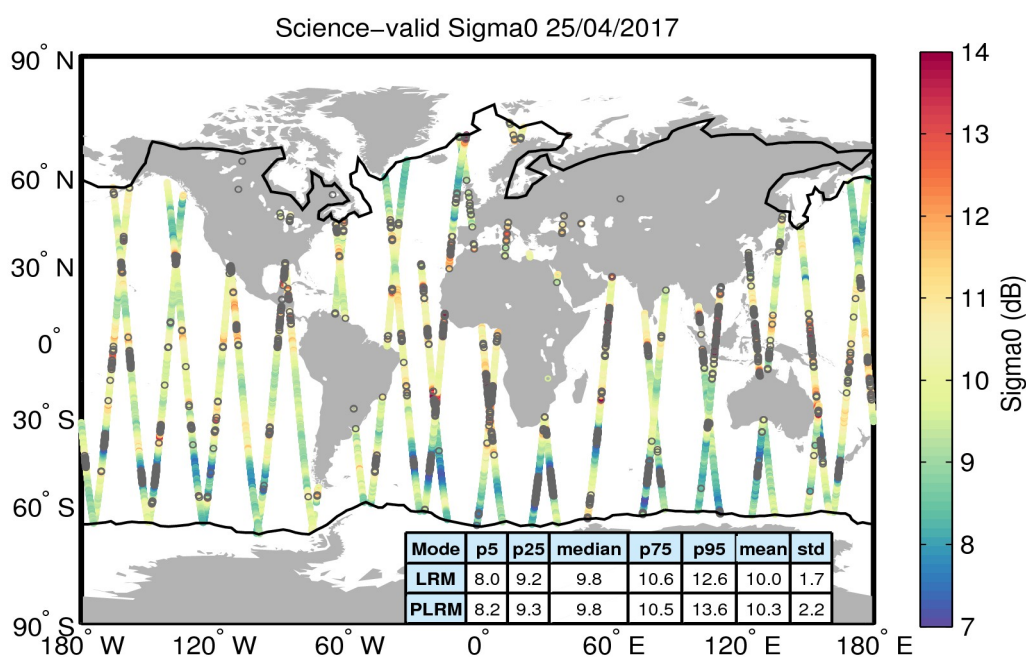 Science−valid Sigma0 25/04/2017
90° N
60° N
30° N
0°
30° S
60° S
90° S
180° W
120° W
60° W
0°
60° E
120° E
180° E
14
13
12
11
10
9
8
7
Sigma0 (dB)
Mode p5 p25 median p75 p95 mean std
LRM 8.0 9.2 9.8 10.6 12.6 10.0 1.7
PLRM 8.2 9.3 9.8 10.5 13.6 10.3 2.2